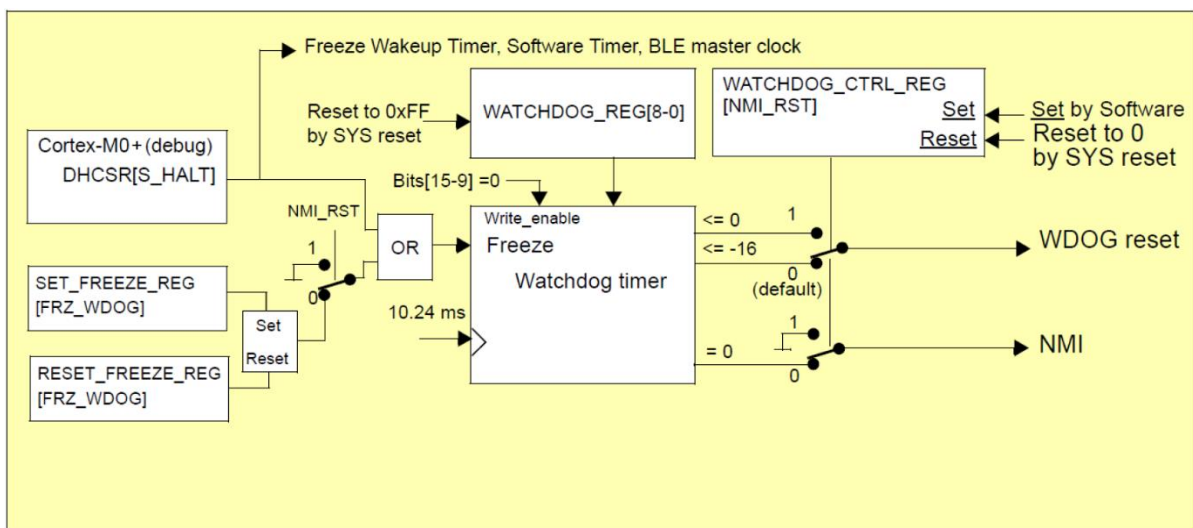 Freeze Wakeup Timer, Software Timer, BLE master clock
Reset to 0xFF
by SYS reset
WATCHDOG_REG[8-0]
WATCHDOG_CTRL_REG
[NMI_RST]
Set
Reset
Set by Software
Reset to 0
by SYS reset
Cortex-M0+(debug)
DHCSR[S_HALT]
Bits[15-9] =0
NMI_RST
1
0
OR
Write_enable
Freeze
Watchdog timer
10.24 ms
<= 0
<= -16
= 0
1
0
(default)
WDOG reset
1
0
NMI
SET_FREEZE_REG
[FRZ_WDOG]
Set
Reset
RESET_FREEZE_REG
[FRZ_WDOG]